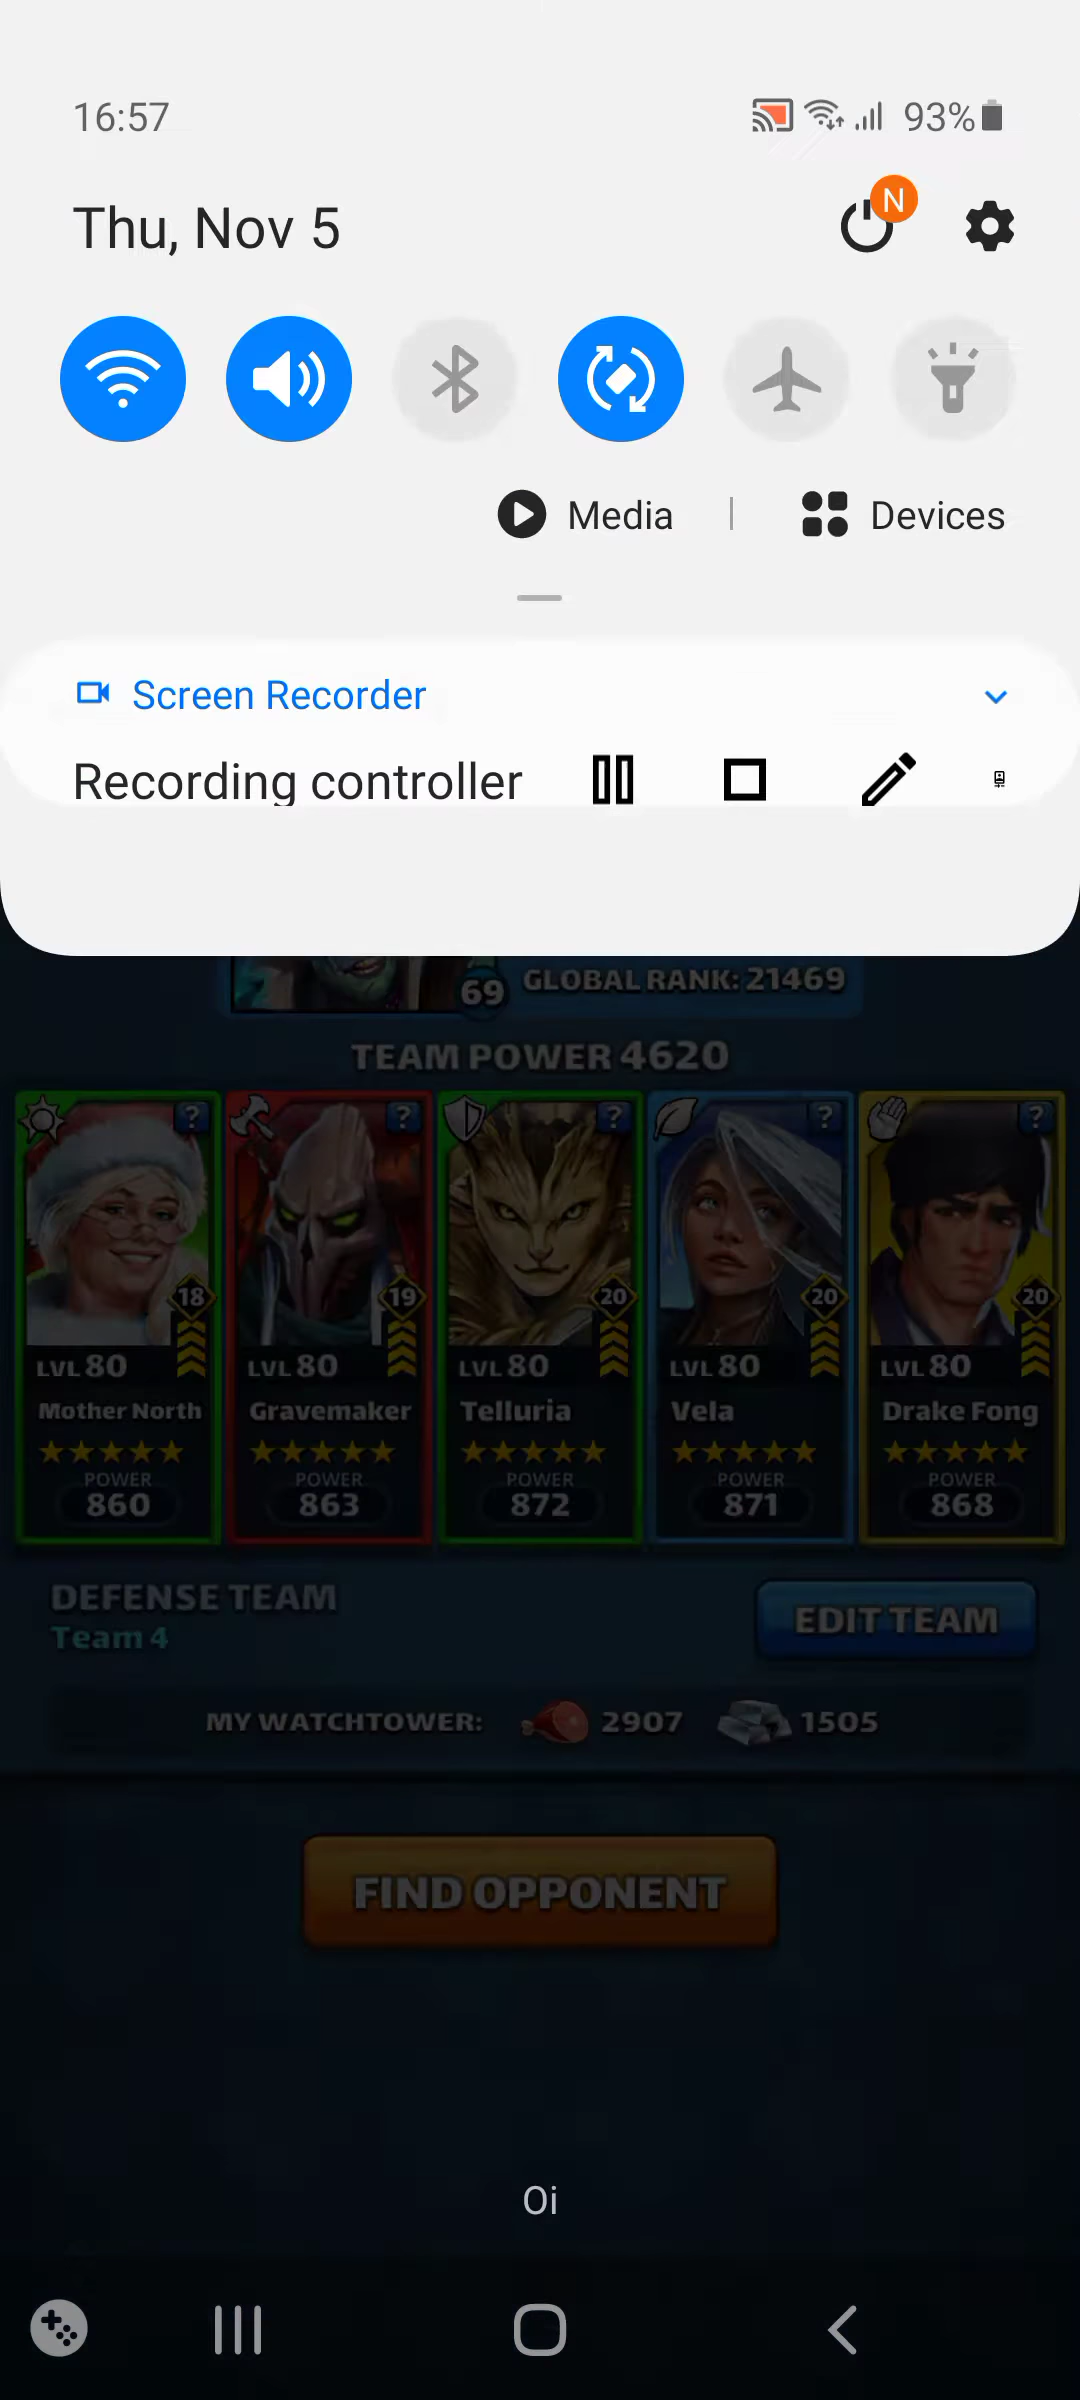 16:57
93%
Thu, Nov 5
N
Media | Devices
Screen Recorder
Recording controller
69 GLOBAL RANK: 21469
TEAM POWER 4620
? ? ? ? ?
18 19 20 20 20
LVL 80 LVL 80 LVL 80 LVL 80 LVL 80
Mother North Gravemaker Telluria Vela Drake Fong
POWER POWER POWER POWER POWER
860 863 872 871 868
DEFENSE TEAM
Team 4
EDIT TEAM
MY WATCHTOWER: 2907 1505
FIND OPPONENT
Oi